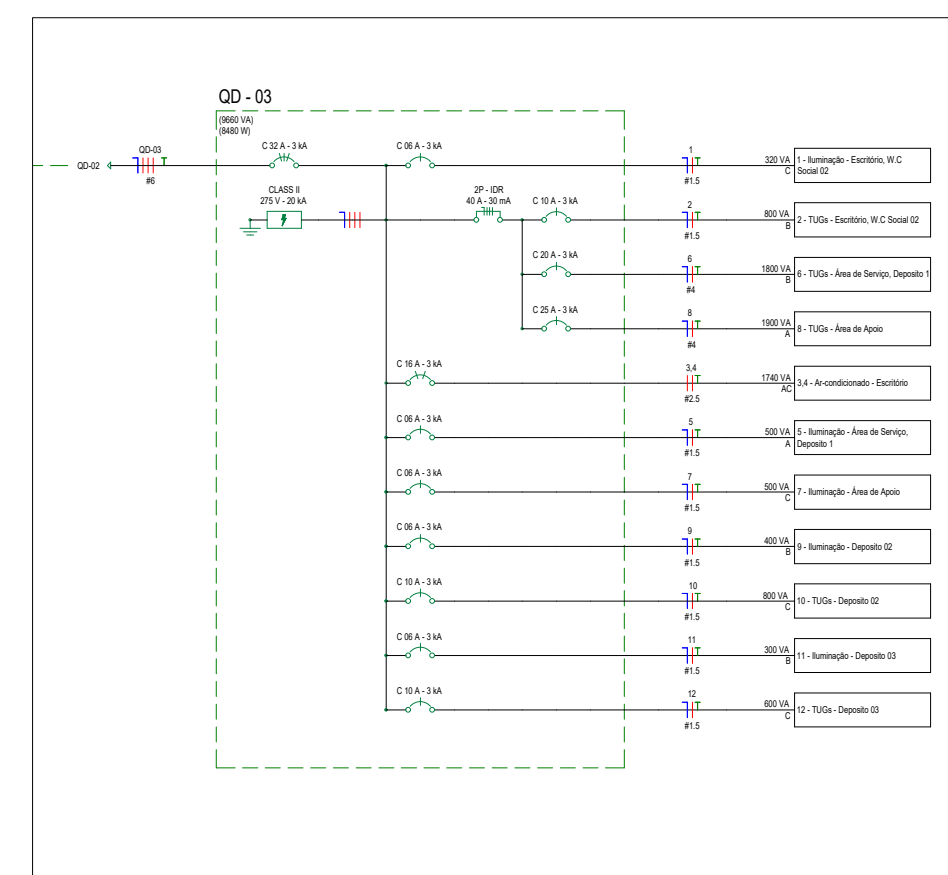 QD - 03
(9660 VA)
(8480 W)
QD-02
QD-03
#6
C 32 A - 3 kA
C 06 A - 3 kA
1
#1.5
320 VA
C
1 - Iluminação - Escritório, W.C
Social 02
CLASS II
275 V - 20 kA
2P - IDR
40 A - 30 mA
C 10 A - 3 kA
2
#1.5
800 VA
B
2 - TUGs - Escritório, W.C Social 02
C 20 A - 3 kA
6
#4
1800 VA
B
6 - TUGs - Área de Serviço, Deposito 1
C 25 A - 3 kA
8
#4
1900 VA
A
8 - TUGs - Área de Apoio
C 16 A - 3 kA
3,4
#2.5
1740 VA
AC
3,4 - Ar-condicionado - Escritório
C 06 A - 3 kA
5
#1.5
500 VA
A
5 - Iluminação - Área de Serviço,
Deposito 1
C 06 A - 3 kA
7
#1.5
500 VA
C
7 - Iluminação - Área de Apoio
C 06 A - 3 kA
9
#1.5
400 VA
B
9 - Iluminação - Deposito 02
C 10 A - 3 kA
10
#1.5
800 VA
C
10 - TUGs - Deposito 02
C 06 A - 3 kA
11
#1.5
300 VA
B
11 - Iluminação - Deposito 03
C 10 A - 3 kA
12
#1.5
600 VA
C
12 - TUGs - Deposito 03